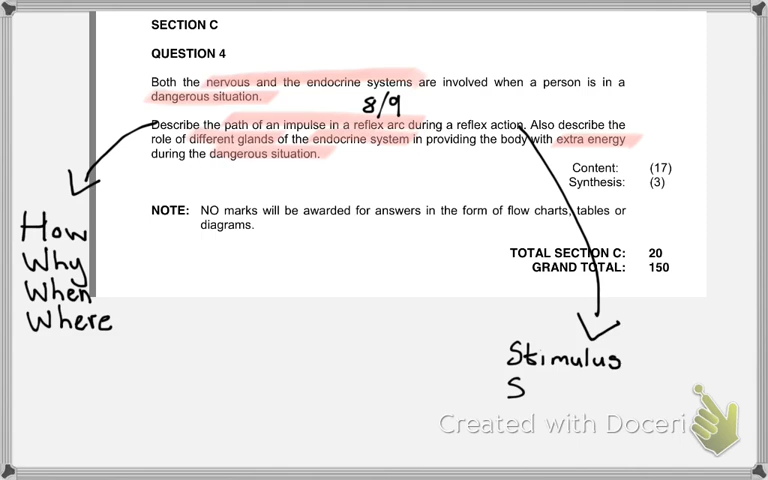 SECTION C
QUESTION 4
Both the nervous and the endocrine systems are involved when a person is in a
dangerous situation.
8/9
Describe the path of an impulse in a reflex arc during a reflex action. Also describe the
role of different glands of the endocrine system in providing the body with extra energy
during the dangerous situation.
Content: (17)
Synthesis: (3)
NOTE: NO marks will be awarded for answers in the form of flow charts, tables or
diagrams.
TOTAL SECTION C: 20
GRAND TOTAL: 150
How
Why
When
Where
Stimulus
S
Created with Doceri